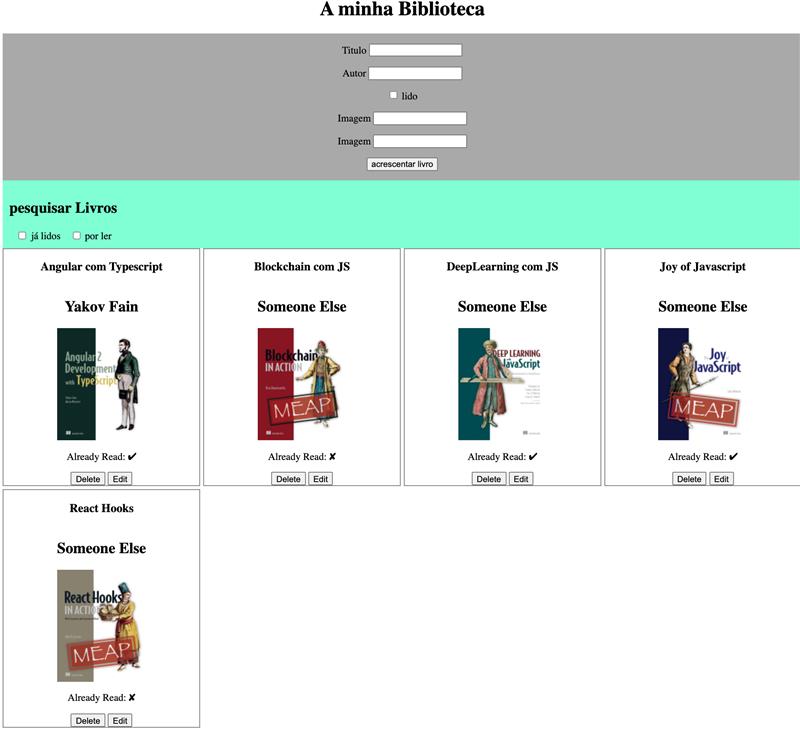 A minha Biblioteca
Titulo
Autor
lido
Imagem
Imagem
acrescentar livro
pesquisar Livros
já lidos por ler
Angular com Typescript
Yakov Fain
Angular 2
Development
with TypeScript
Already Read: ✔
Delete Edit
Blockchain com JS
Someone Else
Blockchain
IN ACTION
MEAP
Already Read: ✘
Delete Edit
DeepLearning com JS
Someone Else
DEEP LEARNING
JavaScript
Already Read: ✔
Delete Edit
Joy of Javascript
Someone Else
Joy
JavaScript
MEAP
Already Read: ✔
Delete Edit
React Hooks
Someone Else
React Hooks
IN ACTION
MEAP
Already Read: ✘
Delete Edit